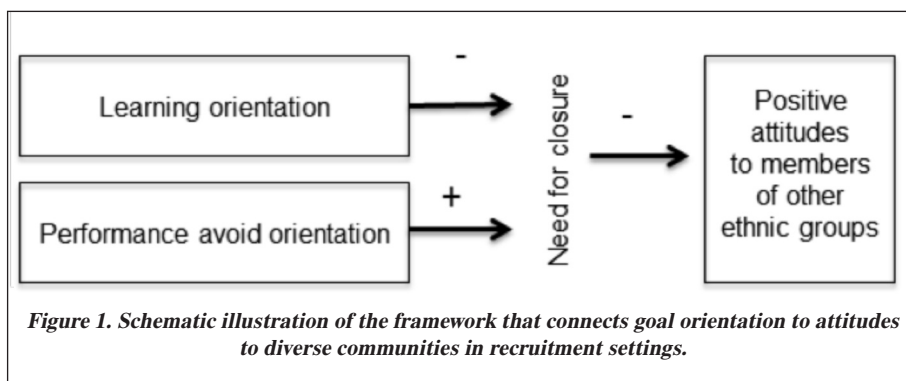 Learning orientation
-
Performance avoid orientation
+
Need for closure
-
Positive
attitudes
to members
of other
ethnic groups
Figure 1. Schematic illustration of the framework that connects goal orientation to attitudes
to diverse communities in recruitment settings.